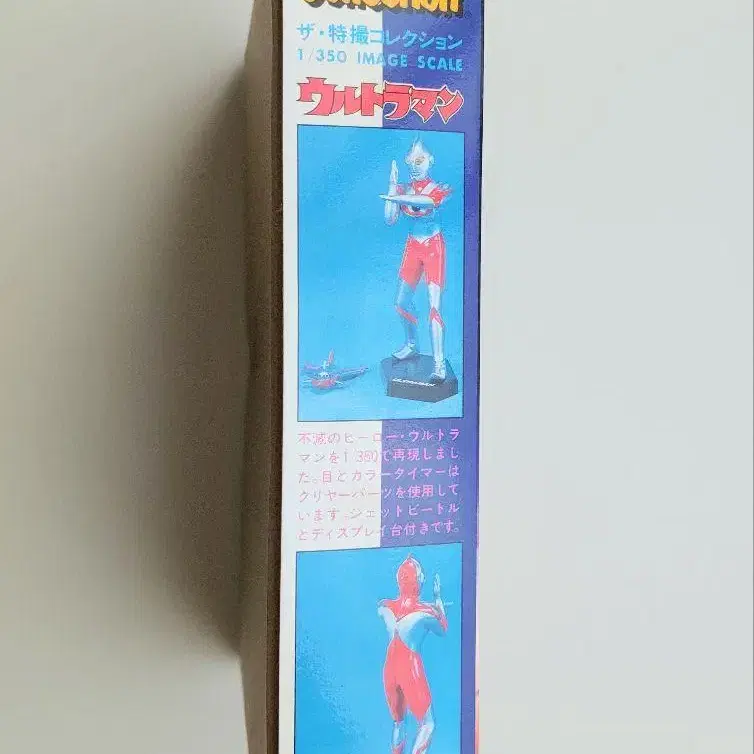 ザ・特撮コレクション
1/350 IMAGE SCALE
ウルトラマン
ULTRAMAN
不滅のヒーロー・ウルトラ
マンを1 350で再現しまし
た。目とカラータイマーは
クリヤーパーツを使用して
います。ジェットビートル
とディスプレイ台付きです。